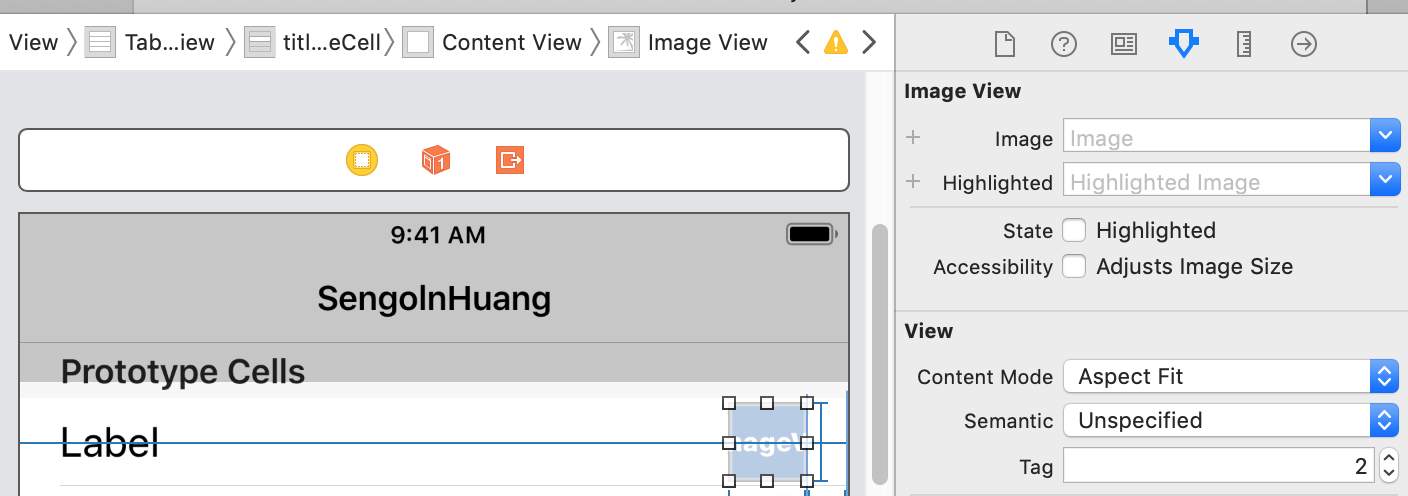 View Tab...iew titl...eCell Content View Image View
9:41 AM
SengoInHuang
Prototype Cells
Label
ageV
Image View
Image Image
Highlighted Highlighted Image
State Highlighted
Accessibility Adjusts Image Size
View
Content Mode Aspect Fit
Semantic Unspecified
Tag 2